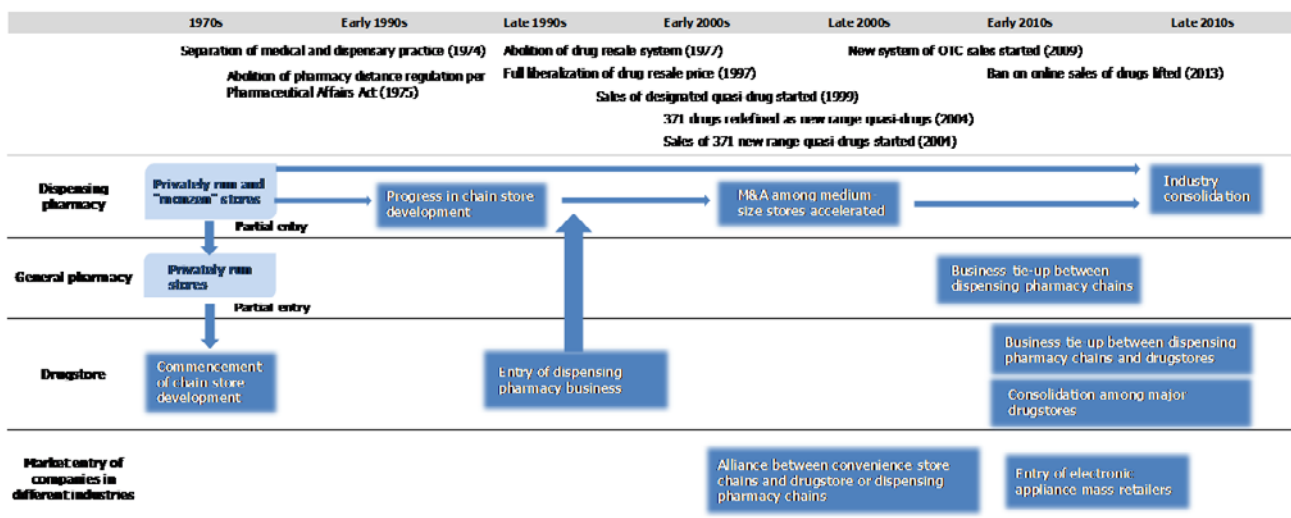 1970s Early 1990s Late 1990s Early 2000s Late 2000s Early 2010s Late 2010s
Separation of medical and dispensary practice (1974)
Abolition of pharmacy distance regulation per
Pharmaceutical Affairs Act (1975)
Abolition of drug resale system (1977)
Full liberalization of drug resale price (1997)
Sales of designated quasi drug started (1999)
371 drugs redefined as new range quasi-drugs (2004)
Sales of 371 new range quasi drugs started (2004)
New system of OTC sales started (2009)
Ban on online sales of drugs lifted (2013)
Dispensing
pharmacy
Privately run and
"monzen" stores
Progress in chain store
development
M&A among medium-
size stores accelerated
Industry
consolidation
Partial entry
General pharmacy
Privately run
stores
Business tie-up between
dispensing pharmacy chains
Partial entry
Drugstore
Commencement
of chain store
development
Entry of dispensing
pharmacy business
Business tie up between dispensing
pharmacy chains and drugstores
Consolidation among major
drugstores
Market entry of
companies in
different industries
Alliance between convenience store
chains and drugstore or dispensing
pharmacy chains
Entry of electronic
appliance mass retailers